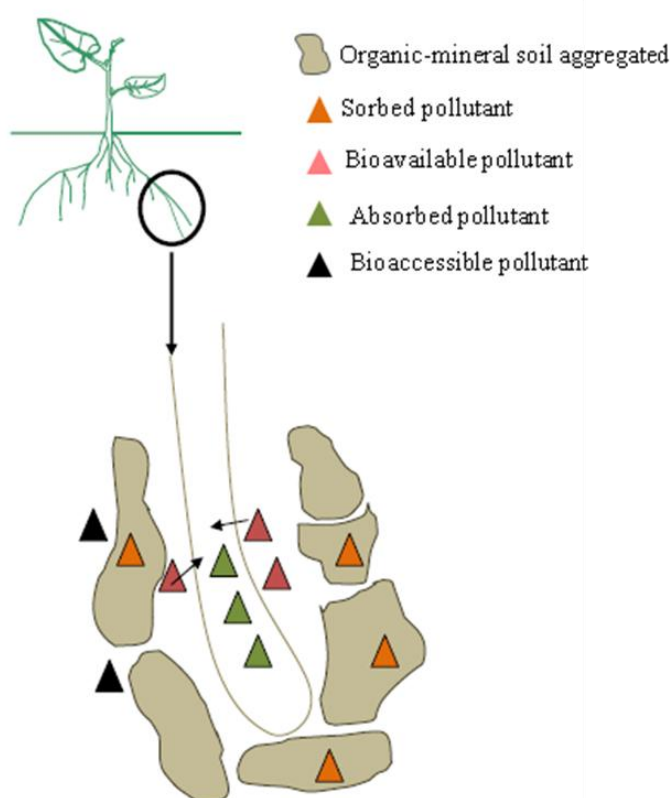 Organic-mineral soil aggregated
Sorbed pollutant
Bioavailable pollutant
Absorbed pollutant
Bioaccessible pollutant